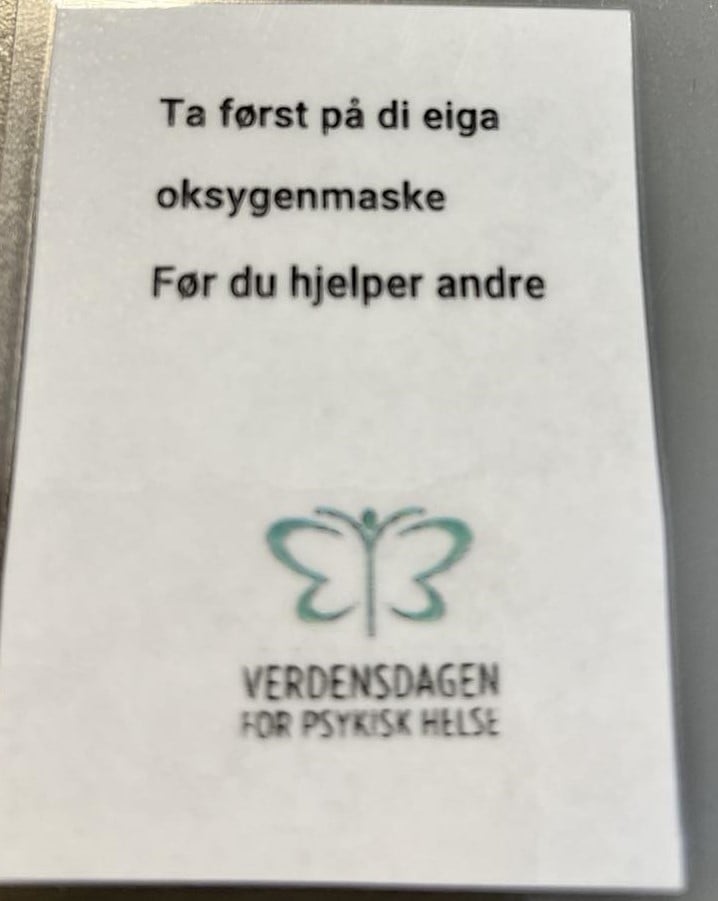 Ta først på di eiga
oksygenmaske
Før du hjelper andre
VERDENSDAGEN
FOR PSYKISK HELSE